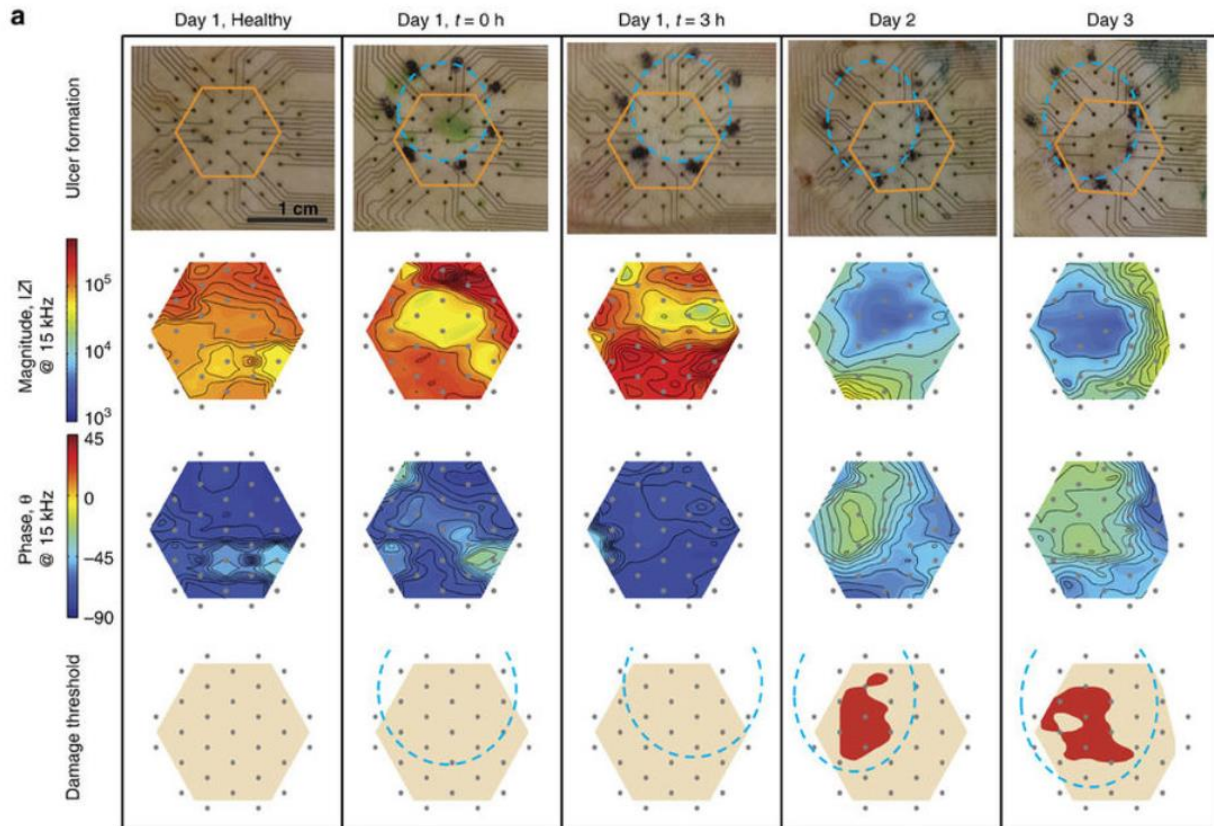 a
Day 1, Healthy
Day 1, t = 0 h
Day 1, t = 3 h
Day 2
Day 3
Ulcer formation
1 cm
Magnitude, |Z|
@ 15 kHz
10⁵
10⁴
10³
Phase, θ
@ 15 kHz
45
0
−45
−90
Damage threshold